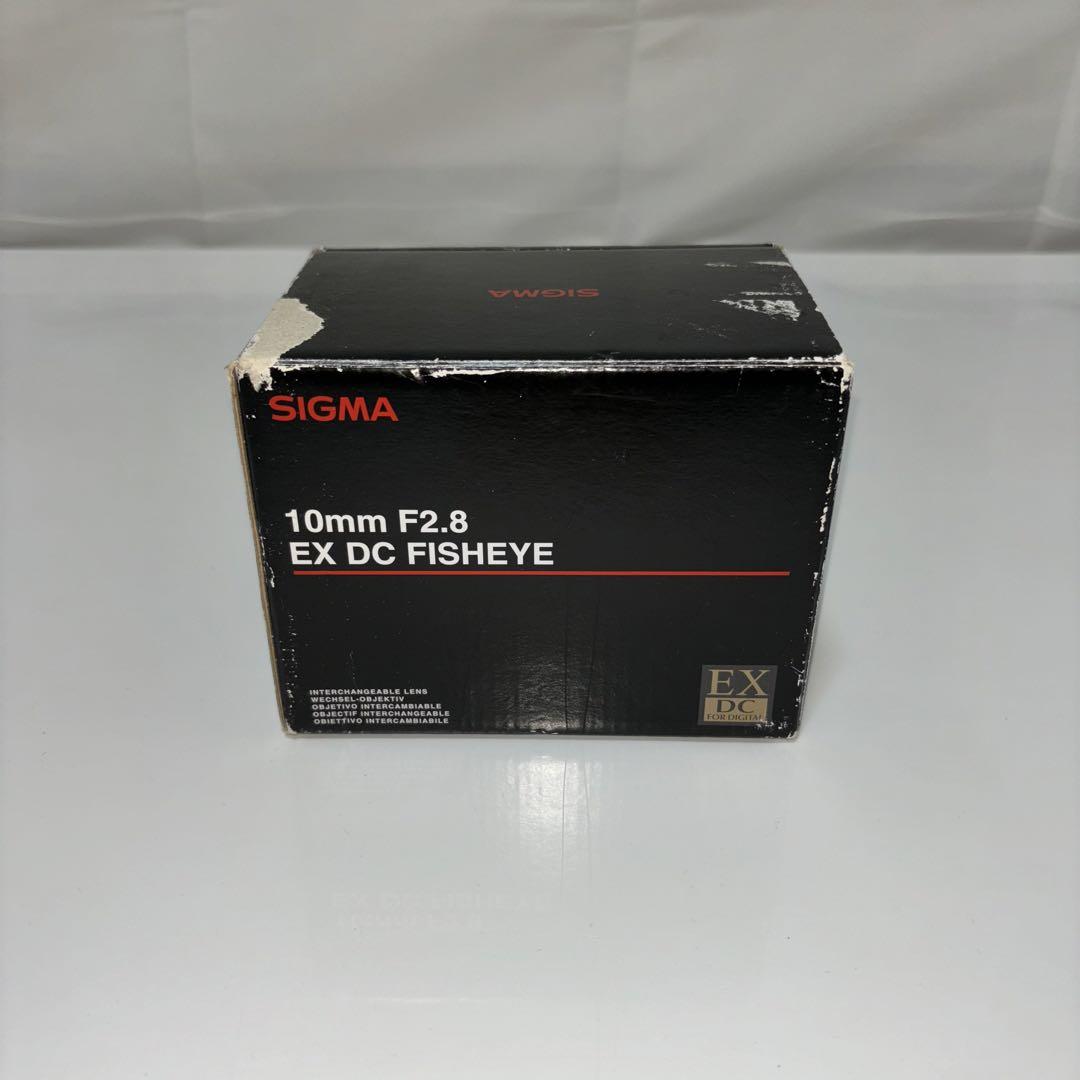 SIGMA
SIGMA
10mm F2.8
EX DC FISHEYE
INTERCHANGEABLE LENS
WECHSEL-OBJEKTIV
OBJETIVO INTERCAMBIABLE
OBJECTIF INTERCHANGEABLE
OBIETTIVO INTERCAMBIABILE
EX
DC
FOR DIGITAL